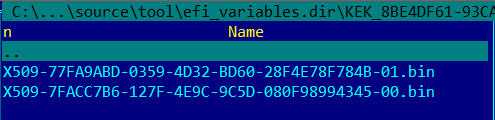 C:\...\source\tool\efi_variables.dir\KEK_8BE4DF61-93CA
n Name
..
X509-77FA9ABD-0359-4D32-BD60-28F4E78F784B-01.bin
X509-7FACC7B6-127F-4E9C-9C5D-080F98994345-00.bin